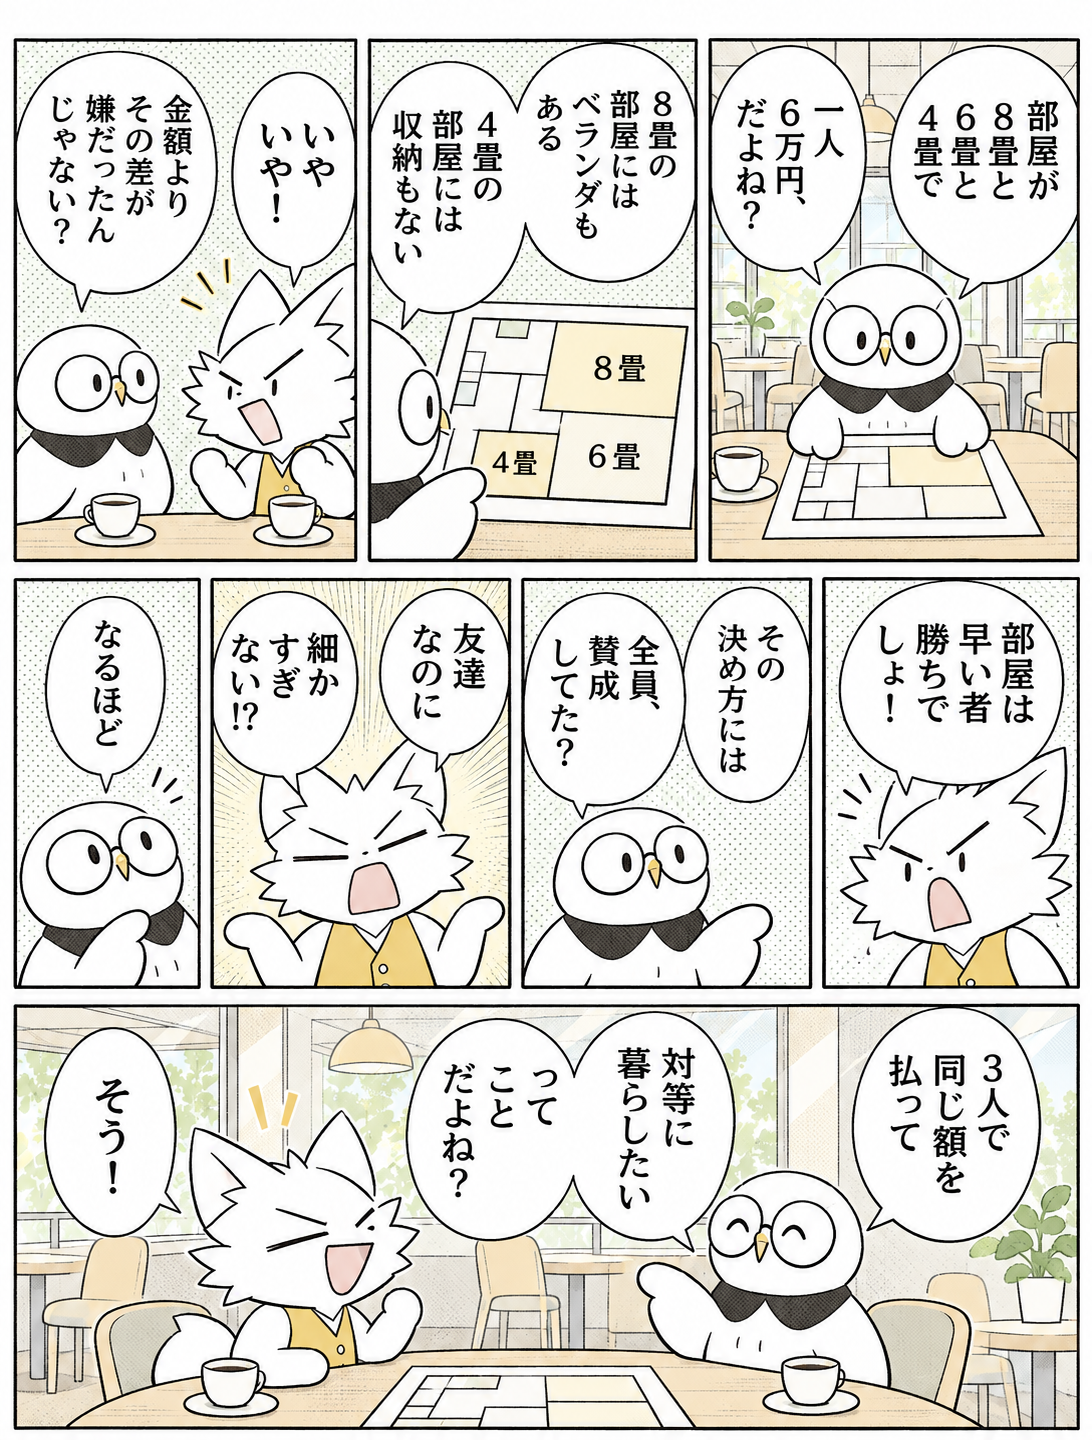 部屋が
8畳と
6畳と
4畳で
一人
6万円、
だよね？
8畳の
部屋には
ベランダも
ある
4畳の
部屋には
収納もない
8畳
6畳
4畳
いや
いや！
金額より
その差が
嫌だったん
じゃない？
部屋は
早い者
勝ちで
しょ！
その
決め方には
全員、
賛成
してた？
友達
なのに
細か
すぎ
ない!?
なるほど
3人で
同じ額を
払って
対等に
暮らしたい
って
こと
だよね？
そう！